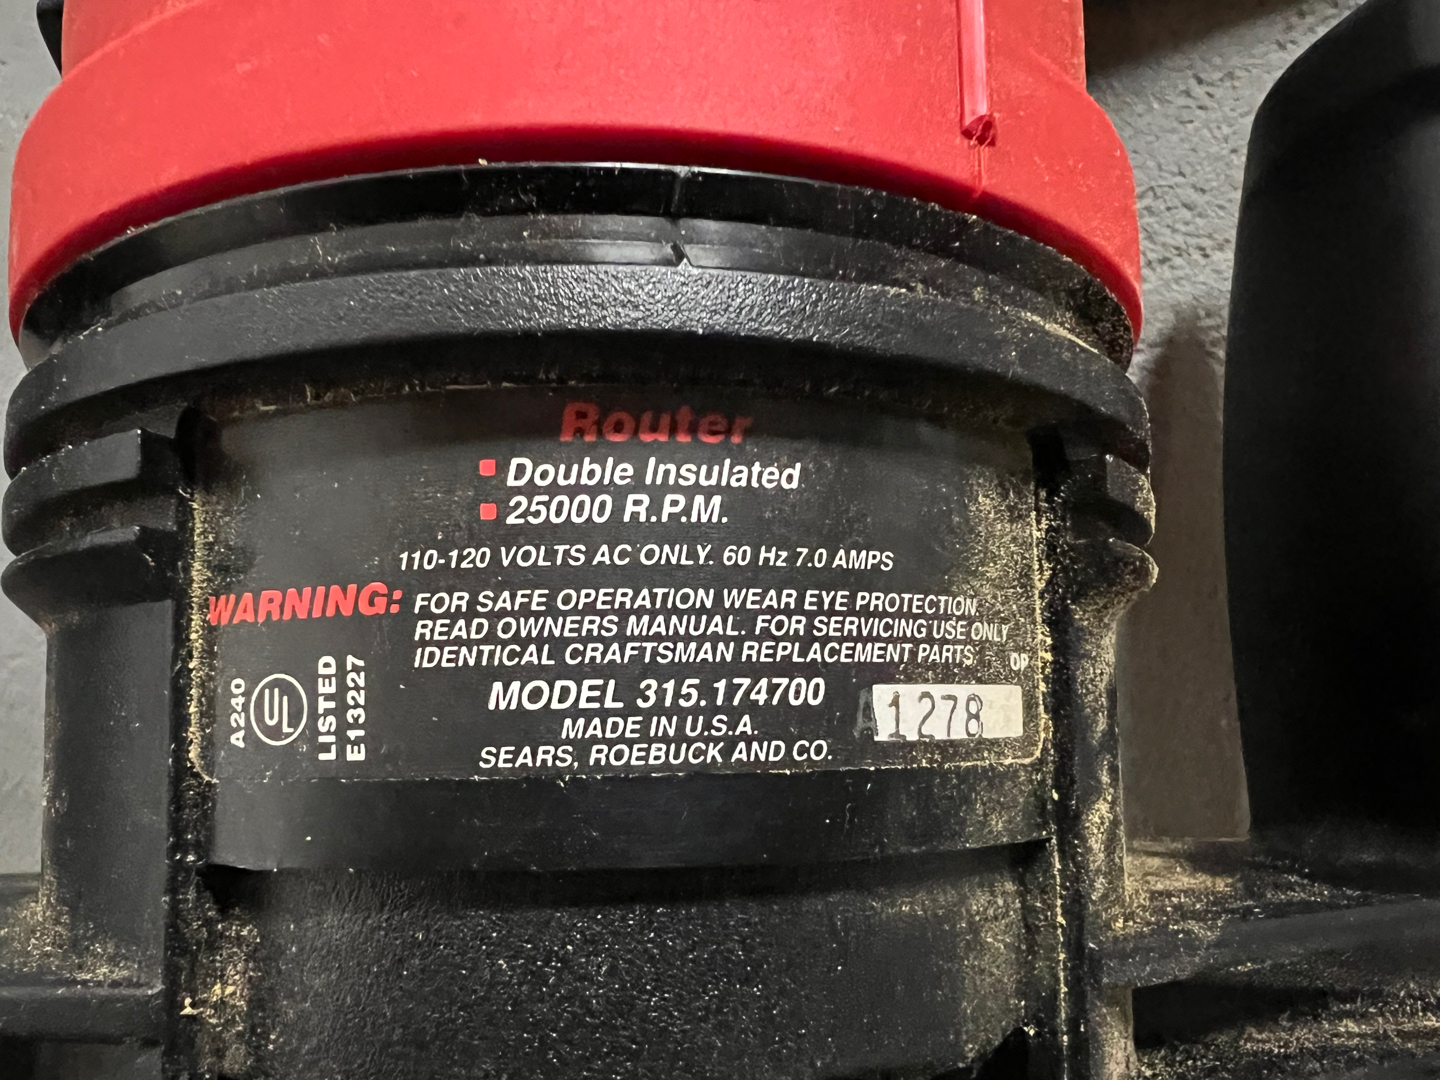 Router
Double Insulated
25000 R.P.M.
110-120 VOLTS AC ONLY. 60 Hz 7.0 AMPS
WARNING: FOR SAFE OPERATION WEAR EYE PROTECTION.
READ OWNERS MANUAL. FOR SERVICING USE ONLY
IDENTICAL CRAFTSMAN REPLACEMENT PARTS. OP
A240
UL
LISTED
E13227
MODEL 315.174700
A1278
MADE IN U.S.A.
SEARS, ROEBUCK AND CO.